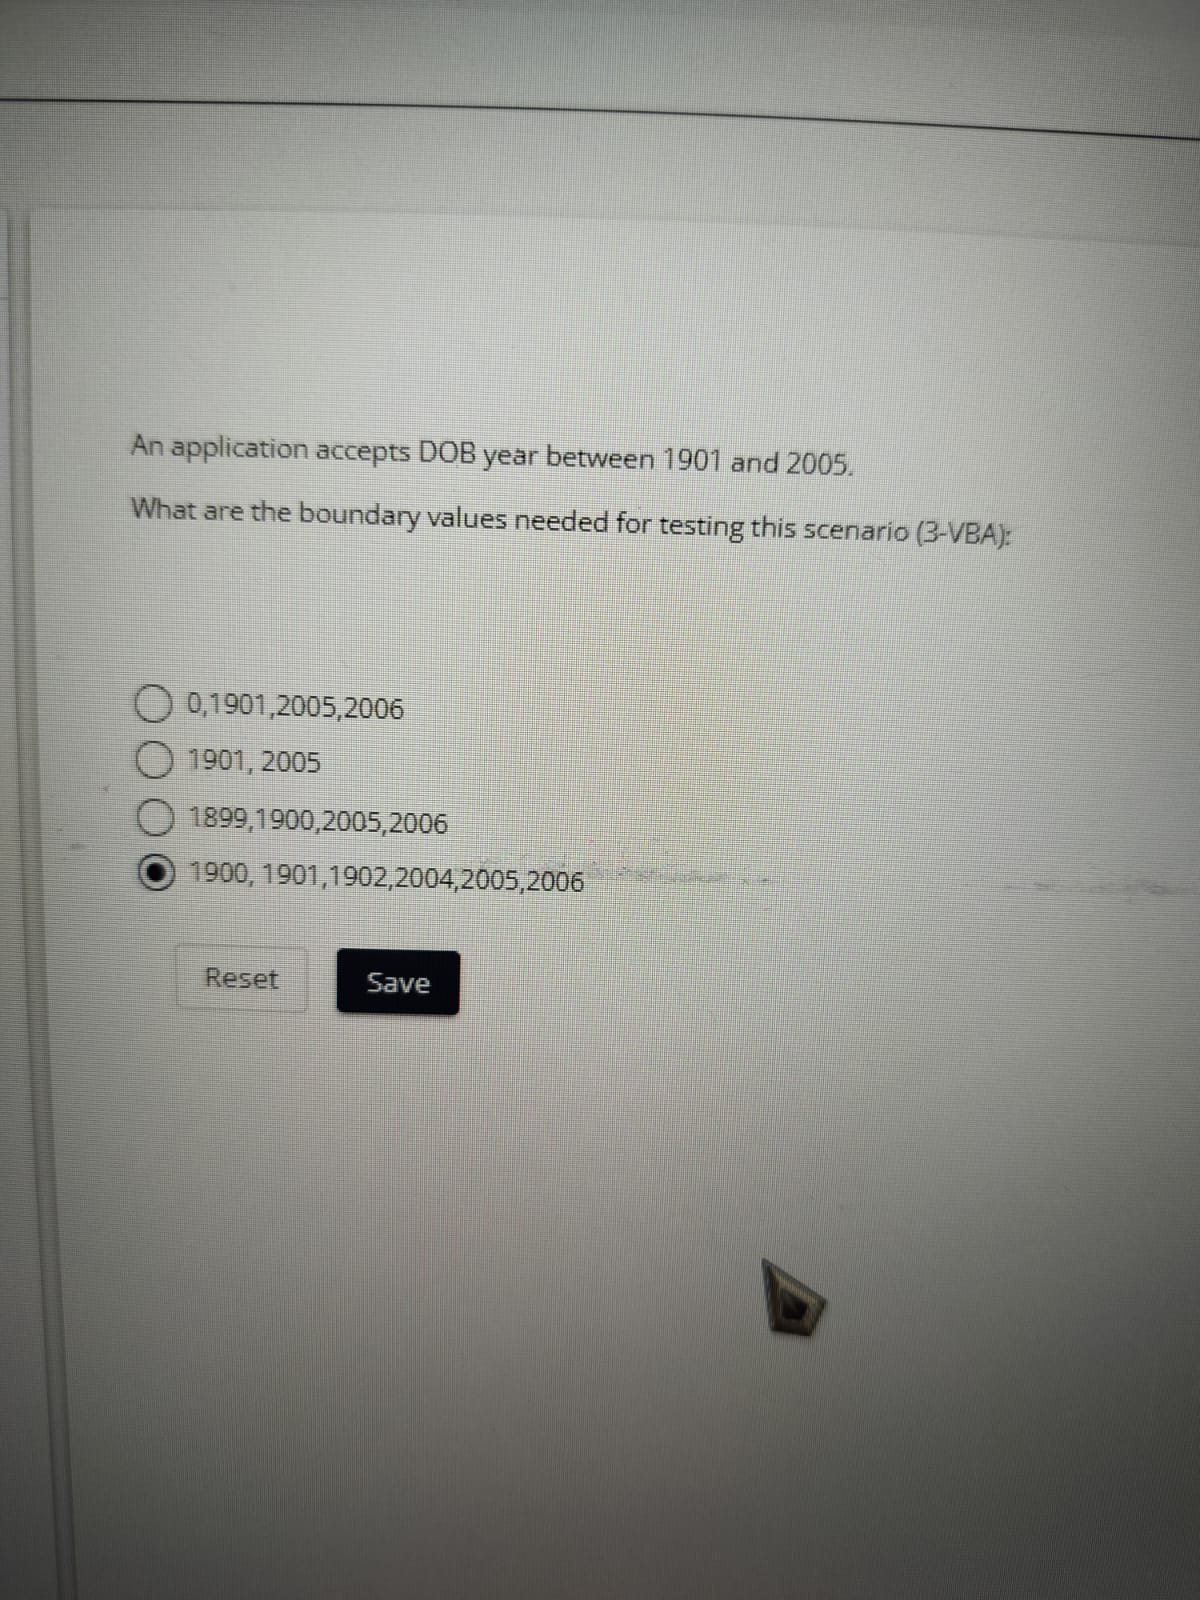 An application accepts DOB year between 1901 and 2005.
What are the boundary values needed for testing this scenario (3-VBA):
0,1901,2005,2006
1901, 2005
1899,1900,2005,2006
1900, 1901,1902,2004,2005,2006
Reset
Save